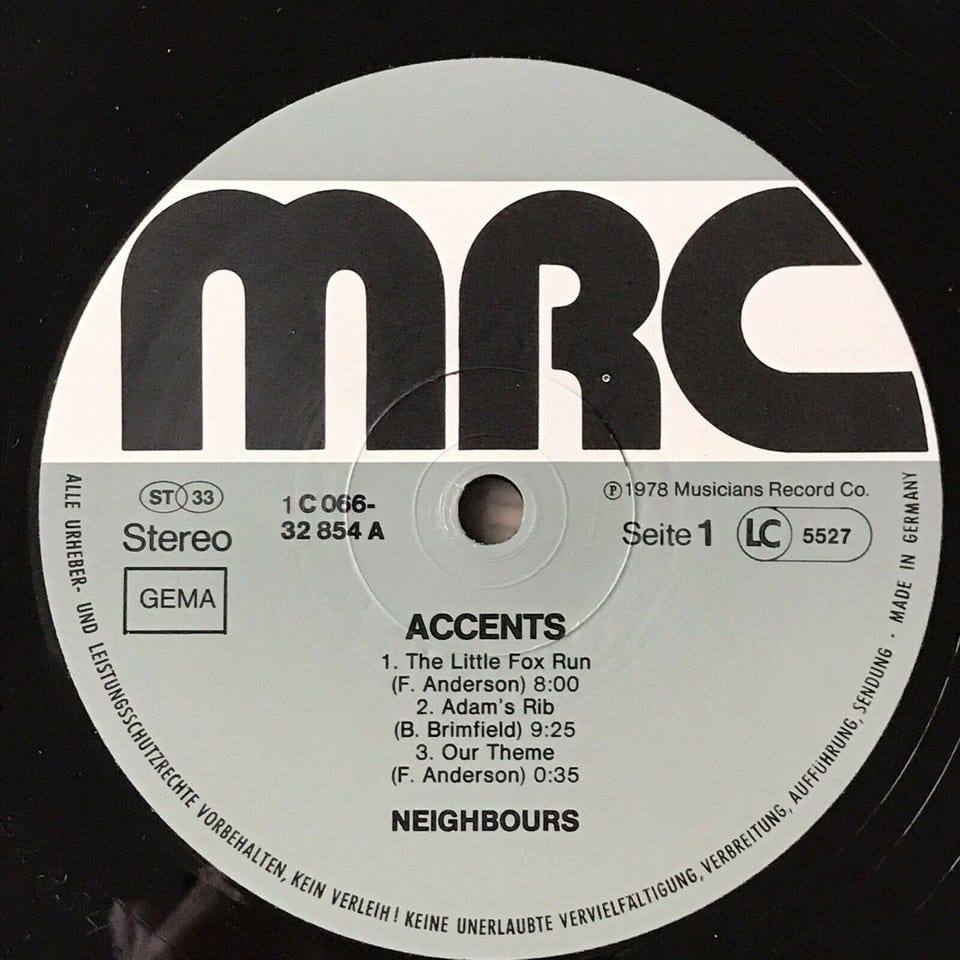 MRC
ST 33
Stereo
GEMA
1 C 066-
32 854 A
℗ 1978 Musicians Record Co.
Seite 1
LC 5527
ACCENTS
1. The Little Fox Run
(F. Anderson) 8:00
2. Adam's Rib
(B. Brimfield) 9:25
3. Our Theme
(F. Anderson) 0:35
NEIGHBOURS
ALLE URHEBER- UND LEISTUNGSSCHUTZRECHTE VORBEHALTEN, KEIN VERLEIH! KEINE UNERLAUBTE VERVIELFÄLTIGUNG, VERBREITUNG, AUFFÜHRUNG, SENDUNG · MADE IN GERMANY